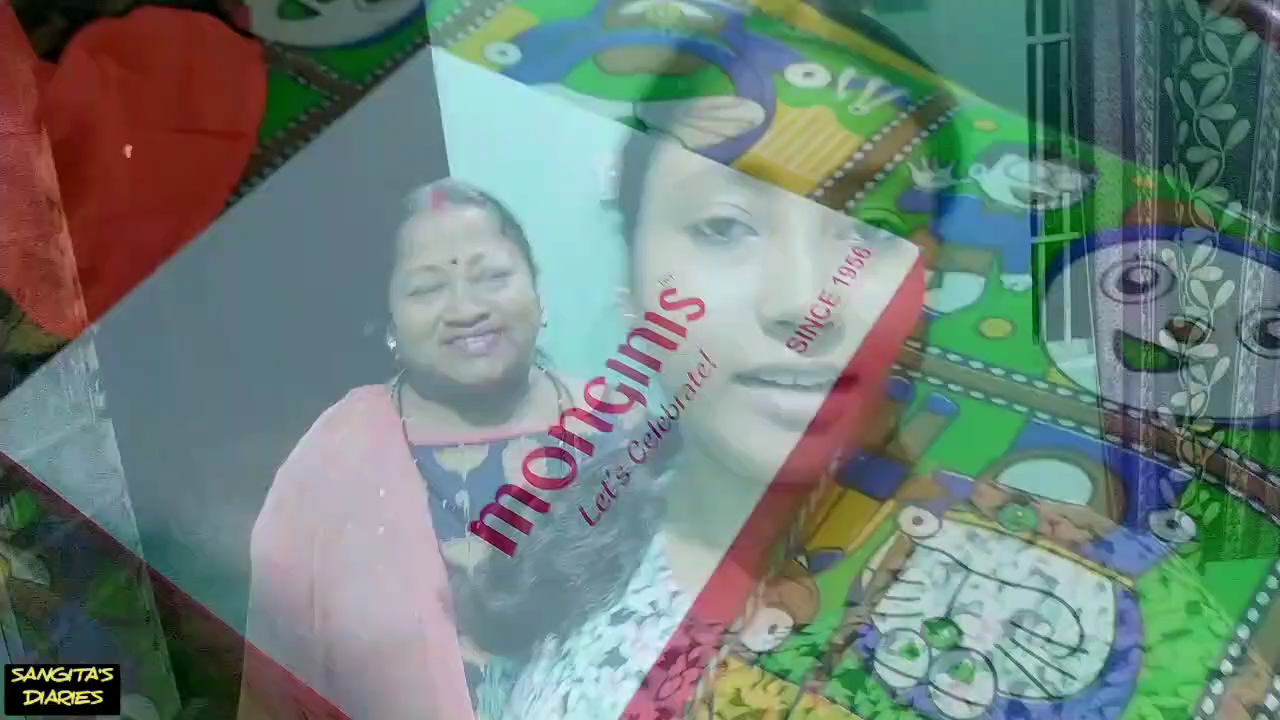 monginis
Let's Celebrate!
SINCE 1956
SANGITA'S
DIARIES